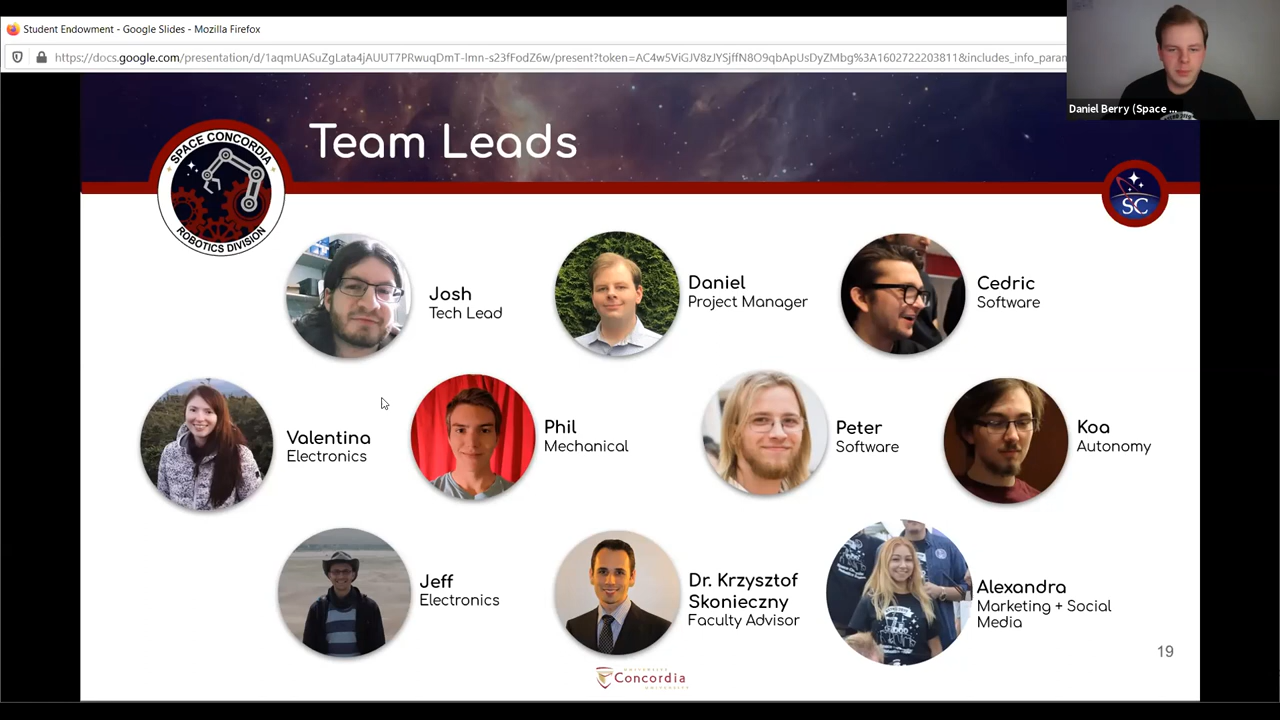 Student Endowment - Google Slides - Mozilla Firefox
https://docs.google.com/presentation/d/1aqmUASuZgLata4jAUUT7PRwuqDmT-lmn-s23fFodZ6w/present?token=AC4w5ViGJV8zJYSjffN8O9qbApUsDyZMbg%3A1602722203811&includes_info_param
Daniel Berry (Space ...
Team Leads
SPACE CONCORDIA
ROBOTICS DIVISION
SC
Josh
Tech Lead
Daniel
Project Manager
Cedric
Software
Valentina
Electronics
Phil
Mechanical
Peter
Software
Koa
Autonomy
Jeff
Electronics
Dr. Krzysztof
Skonieczny
Faculty Advisor
Alexandra
Marketing + Social
Media
19
UNIVERSITÉ
Concordia
UNIVERSITY